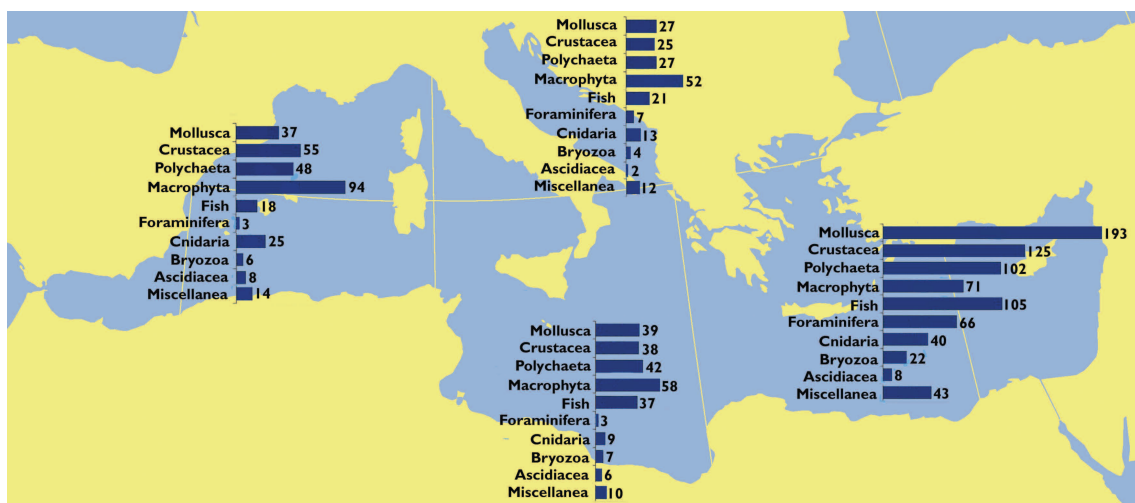 Mollusca 27
Crustacea 25
Polychaeta 27
Macrophyta 52
Fish 21
Foraminifera 7
Cnidaria 13
Bryozoa 4
Ascidiacea 2
Miscellanea 12
Mollusca 37
Crustacea 55
Polychaeta 48
Macrophyta 94
Fish 18
Foraminifera 3
Cnidaria 25
Bryozoa 6
Ascidiacea 8
Miscellanea 14
Mollusca 193
Crustacea 125
Polychaeta 102
Macrophyta 71
Fish 105
Foraminifera 66
Cnidaria 40
Bryozoa 22
Ascidiacea 8
Miscellanea 43
Mollusca 39
Crustacea 38
Polychaeta 42
Macrophyta 58
Fish 37
Foraminifera 3
Cnidaria 9
Bryozoa 7
Ascidiacea 6
Miscellanea 10